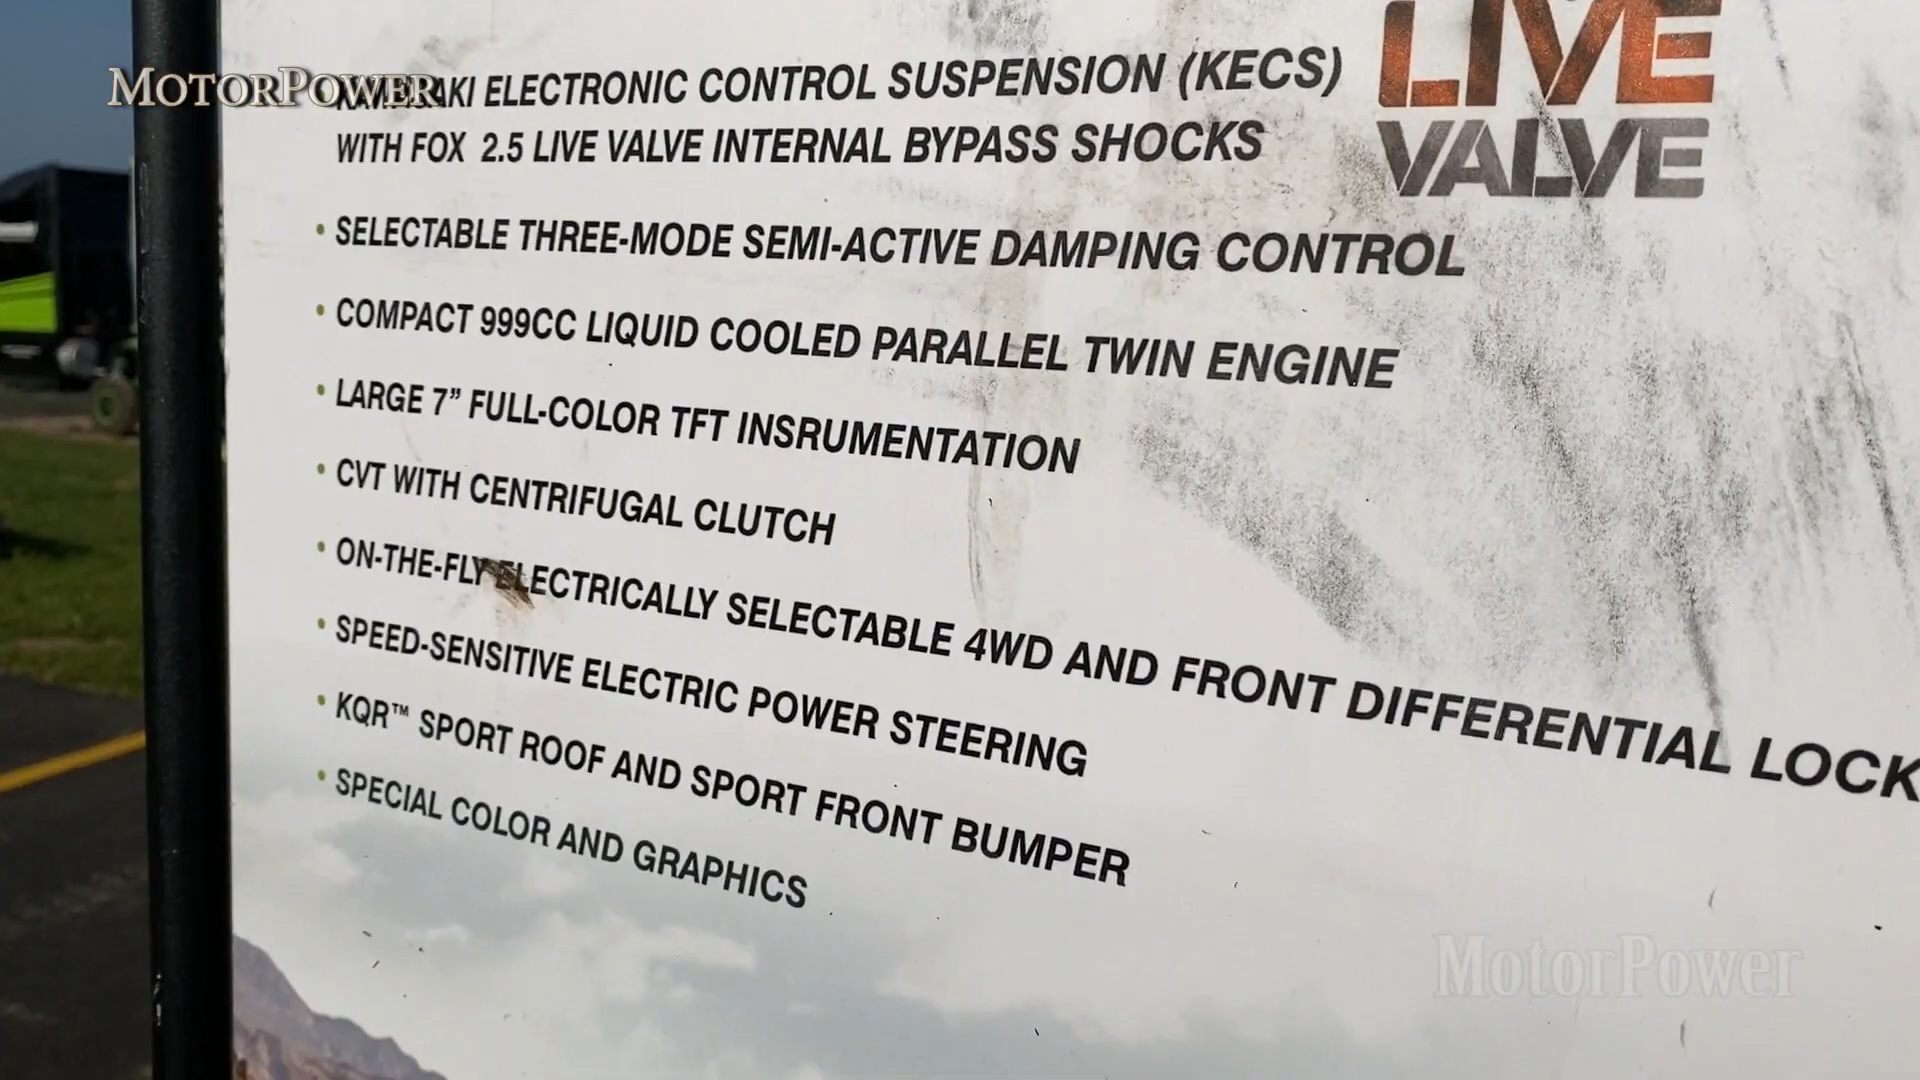 MOTORPOWER
KAWASAKI ELECTRONIC CONTROL SUSPENSION (KECS)
WITH FOX 2.5 LIVE VALVE INTERNAL BYPASS SHOCKS
LIVE
VALVE
• SELECTABLE THREE-MODE SEMI-ACTIVE DAMPING CONTROL
• COMPACT 999CC LIQUID COOLED PARALLEL TWIN ENGINE
• LARGE 7” FULL-COLOR TFT INSRUMENTATION
• CVT WITH CENTRIFUGAL CLUTCH
• ON-THE-FLY ELECTRICALLY SELECTABLE 4WD AND FRONT DIFFERENTIAL LOCK
• SPEED-SENSITIVE ELECTRIC POWER STEERING
• KQR™ SPORT ROOF AND SPORT FRONT BUMPER
• SPECIAL COLOR AND GRAPHICS
MotorPower